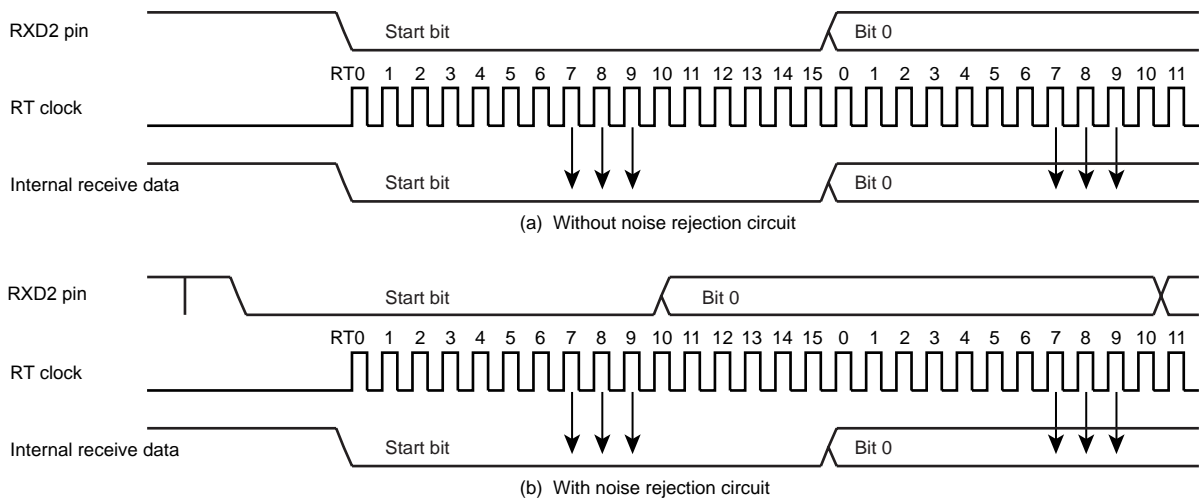 RXD2 pin Start bit Bit 0
RT0 1 2 3 4 5 6 7 8 9 10 11 12 13 14 15 0 1 2 3 4 5 6 7 8 9 10 11
RT clock
Internal receive data Start bit Bit 0
(a) Without noise rejection circuit
RXD2 pin Start bit Bit 0
RT0 1 2 3 4 5 6 7 8 9 10 11 12 13 14 15 0 1 2 3 4 5 6 7 8 9 10 11
RT clock
Internal receive data Start bit Bit 0
(b) With noise rejection circuit